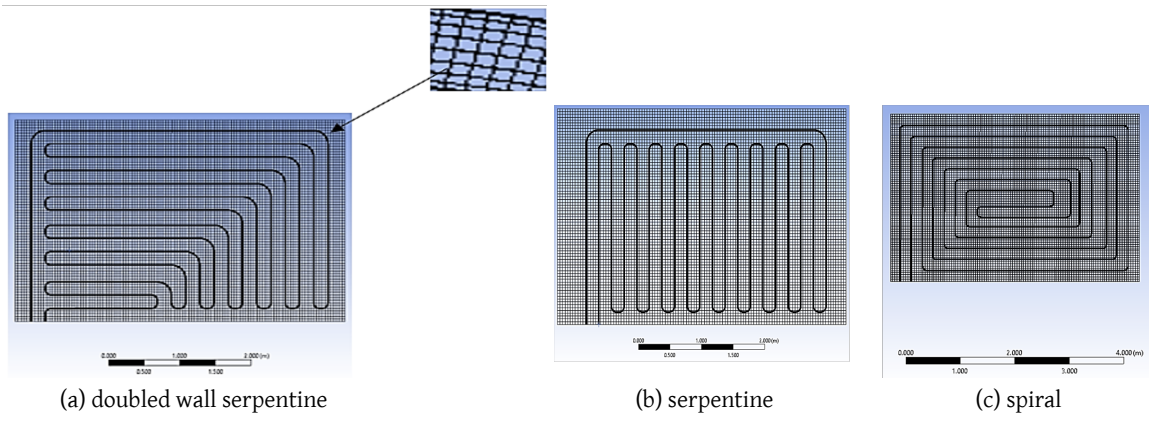 0.000 1.000 2.000 (m)
0.500 1.500
0.000 1.000 2.000 (m)
0.500 1.500
0.000 2.000 4.000 (m)
1.000 3.000
(a) doubled wall serpentine
(b) serpentine
(c) spiral